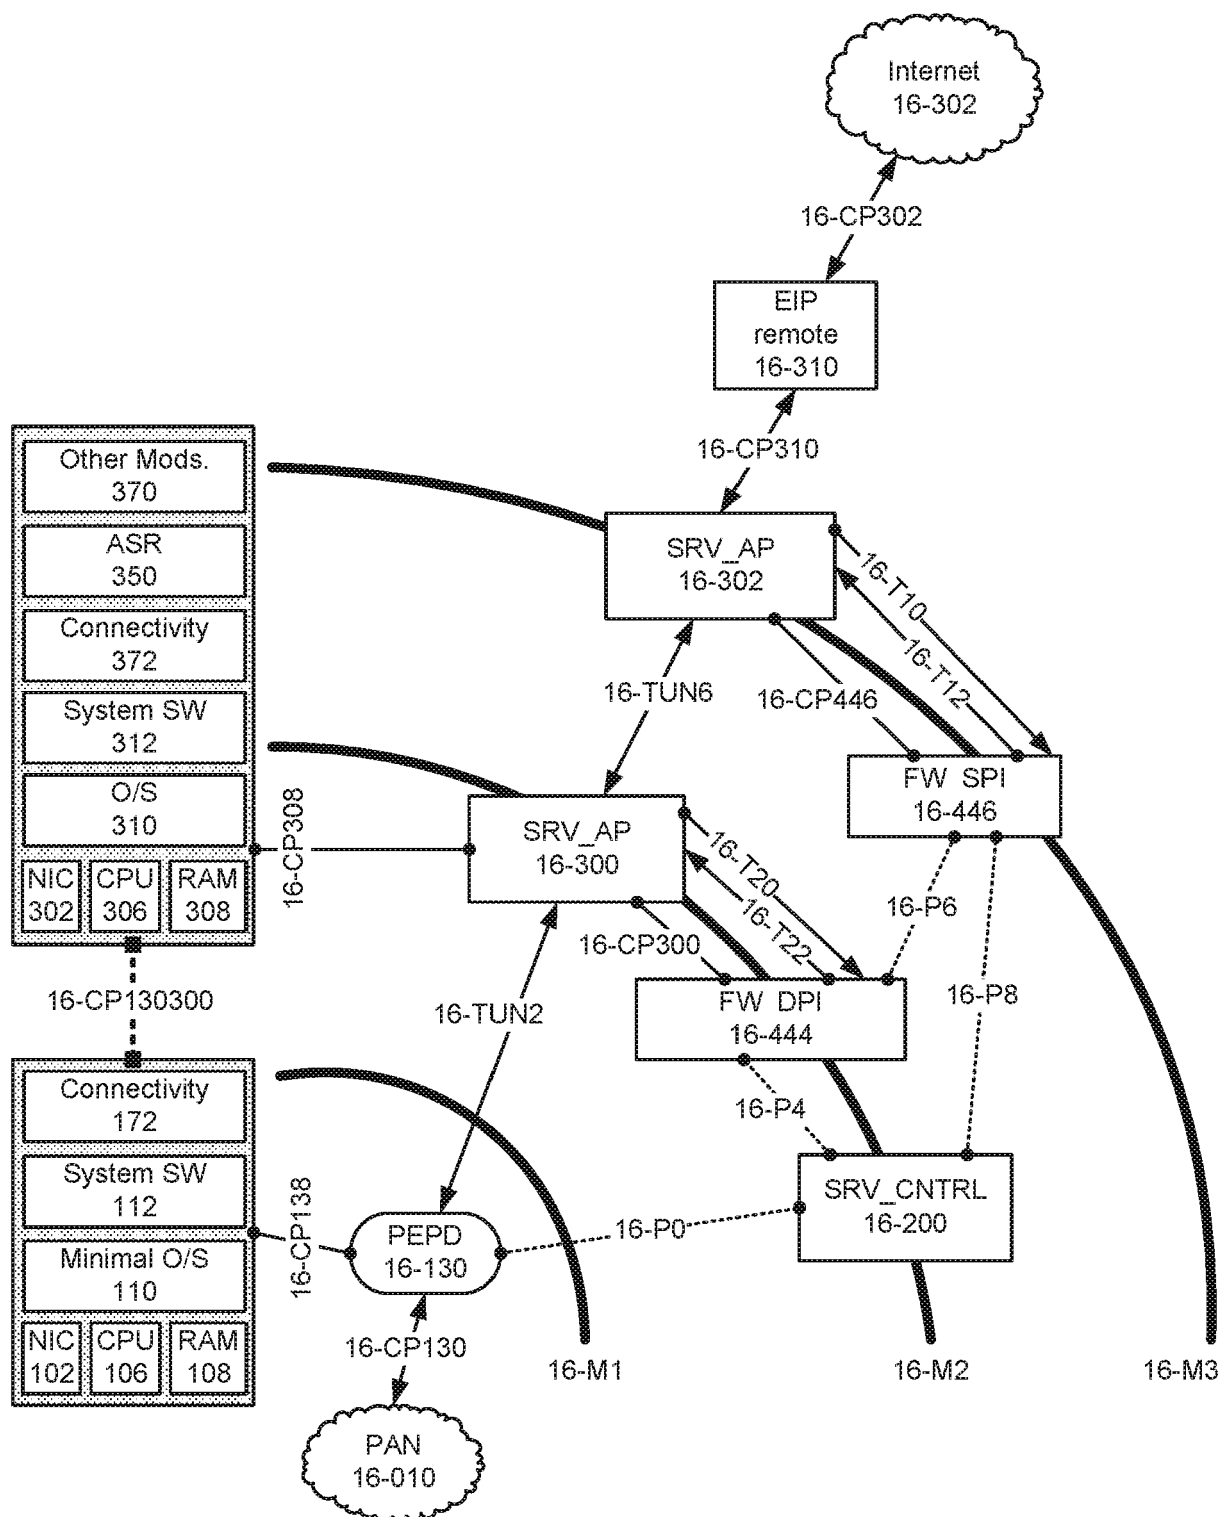 Internet
16-302
16-CP302
EIP
remote
16-310
16-CP310
Other Mods.
370
ASR
350
Connectivity
372
System SW
312
O/S
310
NIC
302
CPU
306
RAM
308
SRV_AP
16-302
16-T10
16-T12
16-TUN6
16-CP446
FW_SPI
16-446
16-CP308
SRV_AP
16-300
16-T20
16-T22
16-CP300
16-P6
16-P8
16-CP130300
16-TUN2
FW_DPI
16-444
16-P4
Connectivity
172
System SW
112
Minimal O/S
110
NIC
102
CPU
106
RAM
108
16-CP138
PEPD
16-130
16-P0
SRV_CNTRL
16-200
16-CP130
16-M1
16-M2
16-M3
PAN
16-010